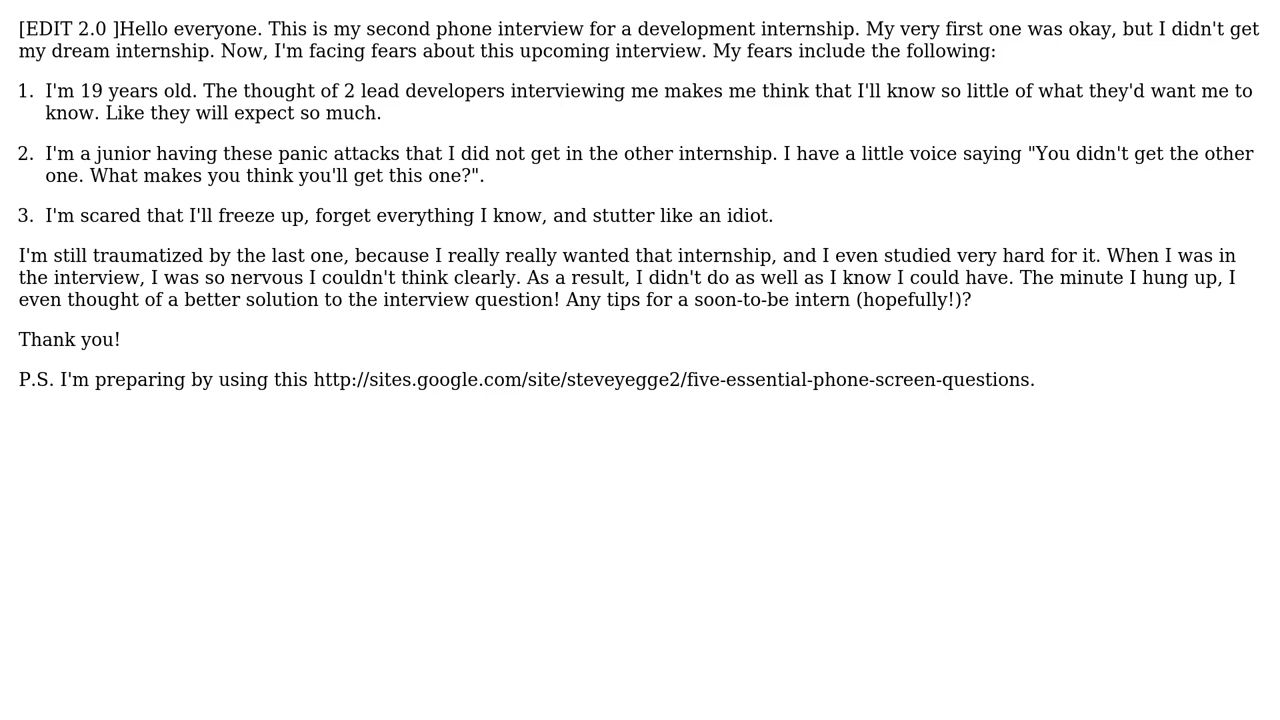 [EDIT 2.0 ]Hello everyone. This is my second phone interview for a development internship. My very first one was okay, but I didn't get
my dream internship. Now, I'm facing fears about this upcoming interview. My fears include the following:
1. I'm 19 years old. The thought of 2 lead developers interviewing me makes me think that I'll know so little of what they'd want me to
know. Like they will expect so much.
2. I'm a junior having these panic attacks that I did not get in the other internship. I have a little voice saying "You didn't get the other
one. What makes you think you'll get this one?".
3. I'm scared that I'll freeze up, forget everything I know, and stutter like an idiot.
I'm still traumatized by the last one, because I really really wanted that internship, and I even studied very hard for it. When I was in
the interview, I was so nervous I couldn't think clearly. As a result, I didn't do as well as I know I could have. The minute I hung up, I
even thought of a better solution to the interview question! Any tips for a soon-to-be intern (hopefully!)?
Thank you!
P.S. I'm preparing by using this http://sites.google.com/site/steveyegge2/five-essential-phone-screen-questions.